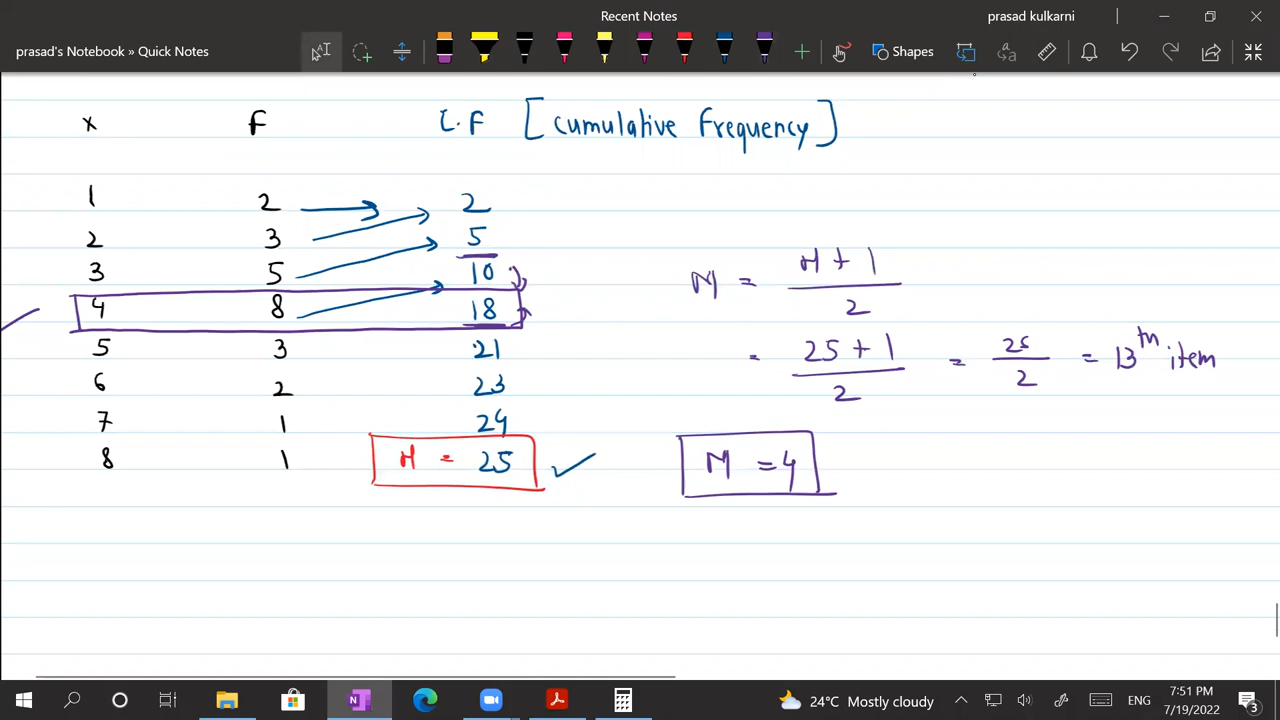 Recent Notes
prasad kulkarni
prasad's Notebook » Quick Notes
Shapes
x F C.F [Cumulative Frequency]
1 2 2
2 3 5
3 5 10
4 8 18
5 3 21
6 2 23
7 1 24
8 1 N = 25
M = N + 1
2
= 25 + 1 = 26 = 13th item
2 2
M = 4
24°C Mostly cloudy
ENG
7:51 PM
7/19/2022
3